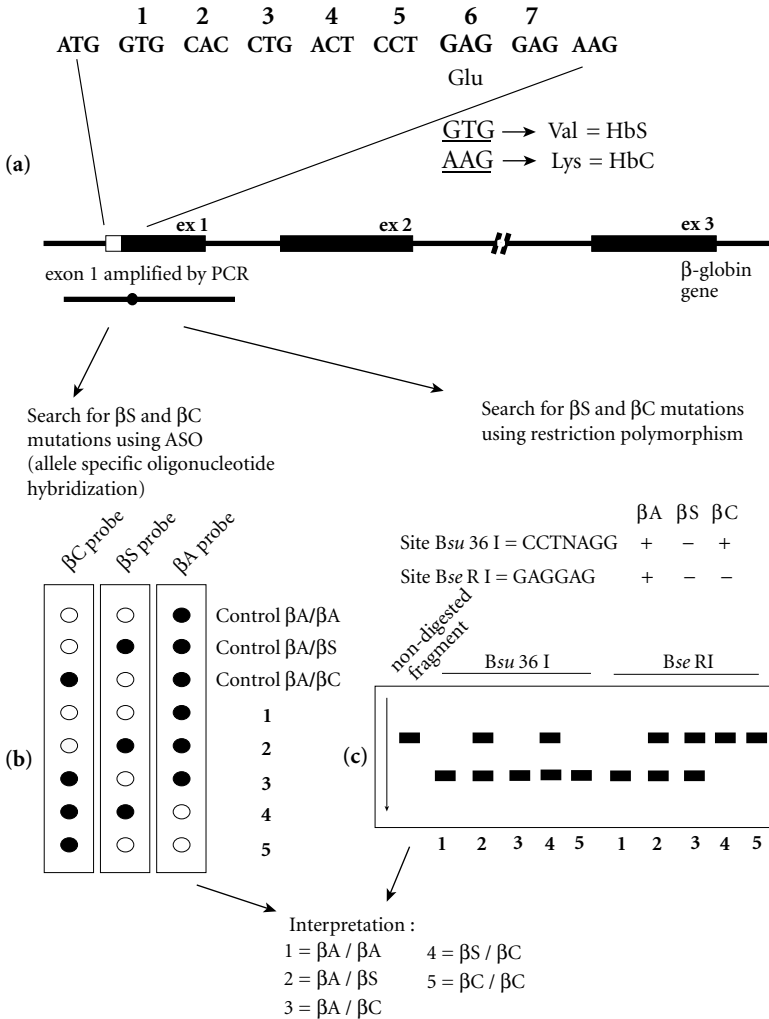 1 2 3 4 5 6 7
ATG GTG CAC CTG ACT CCT GAG GAG AAG
Glu
GTG → Val = HbS
AAG → Lys = HbC
(a)
ex 1 ex 2 ex 3
exon 1 amplified by PCR
β-globin
gene
Search for βS and βC
mutations using ASO
(allele specific oligonucleotide
hybridization)
Search for βS and βC mutations
using restriction polymorphism
βC probe
βS probe
βA probe
Control βA/βA
Control βA/βS
Control βA/βC
1
2
3
4
5
(b)
βA βS βC
Site Bsu 36 I = CCTNAGG + − +
Site Bse R I = GAGGAG + − −
non-digested
fragment
Bsu 36 I
Bse RI
(c)
1 2 3 4 5 1 2 3 4 5
Interpretation :
1 = βA / βA 4 = βS / βC
2 = βA / βS 5 = βC / βC
3 = βA / βC